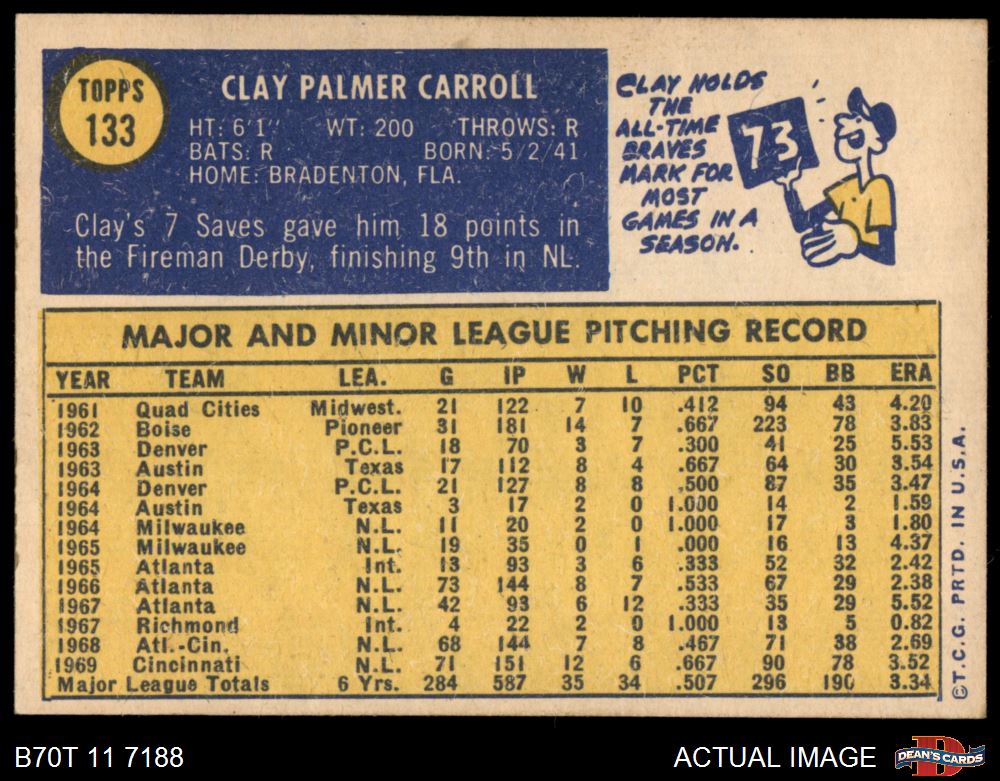 TOPPS
133
CLAY PALMER CARROLL
HT: 6'1" WT: 200 THROWS: R
BATS: R BORN: 5/2/41
HOME: BRADENTON, FLA.
Clay's 7 Saves gave him 18 points in
the Fireman Derby, finishing 9th in NL.
CLAY HOLDS
THE
ALL-TIME
BRAVES
MARK FOR
MOST
GAMES IN A
SEASON.
73
MAJOR AND MINOR LEAGUE PITCHING RECORD
YEAR TEAM LEA. G IP W L PCT SO BB ERA
1961 Quad Cities Midwest. 21 122 7 10 .412 94 43 4.20
1962 Boise Pioneer 31 181 14 7 .667 223 78 3.83
1963 Denver P.C.L. 18 70 3 7 .300 41 25 5.53
1963 Austin Texas 17 112 8 4 .667 64 30 3.54
1964 Denver P.C.L. 21 127 8 8 .500 87 35 3.47
1964 Austin Texas 3 17 2 0 1.000 14 2 1.59
1964 Milwaukee N.L. 11 20 2 0 1.000 17 3 1.80
1965 Milwaukee N.L. 19 35 0 1 .000 16 13 4.37
1965 Atlanta Int. 13 93 3 6 .333 52 32 2.42
1966 Atlanta N.L. 73 144 8 7 .533 67 29 2.38
1967 Atlanta N.L. 42 93 6 12 .333 35 29 5.52
1967 Richmond Int. 4 22 2 0 1.000 13 5 0.82
1968 Atl.-Cin. N.L. 68 144 7 8 .467 71 38 2.69
1969 Cincinnati N.L. 71 151 12 6 .667 90 78 3.52
Major League Totals 6 Yrs. 284 587 35 34 .507 296 190 3.34
©T.C.G. PRTD. IN U.S.A.
B70T 11 7188 ACTUAL IMAGE
DEAN'S CARDS